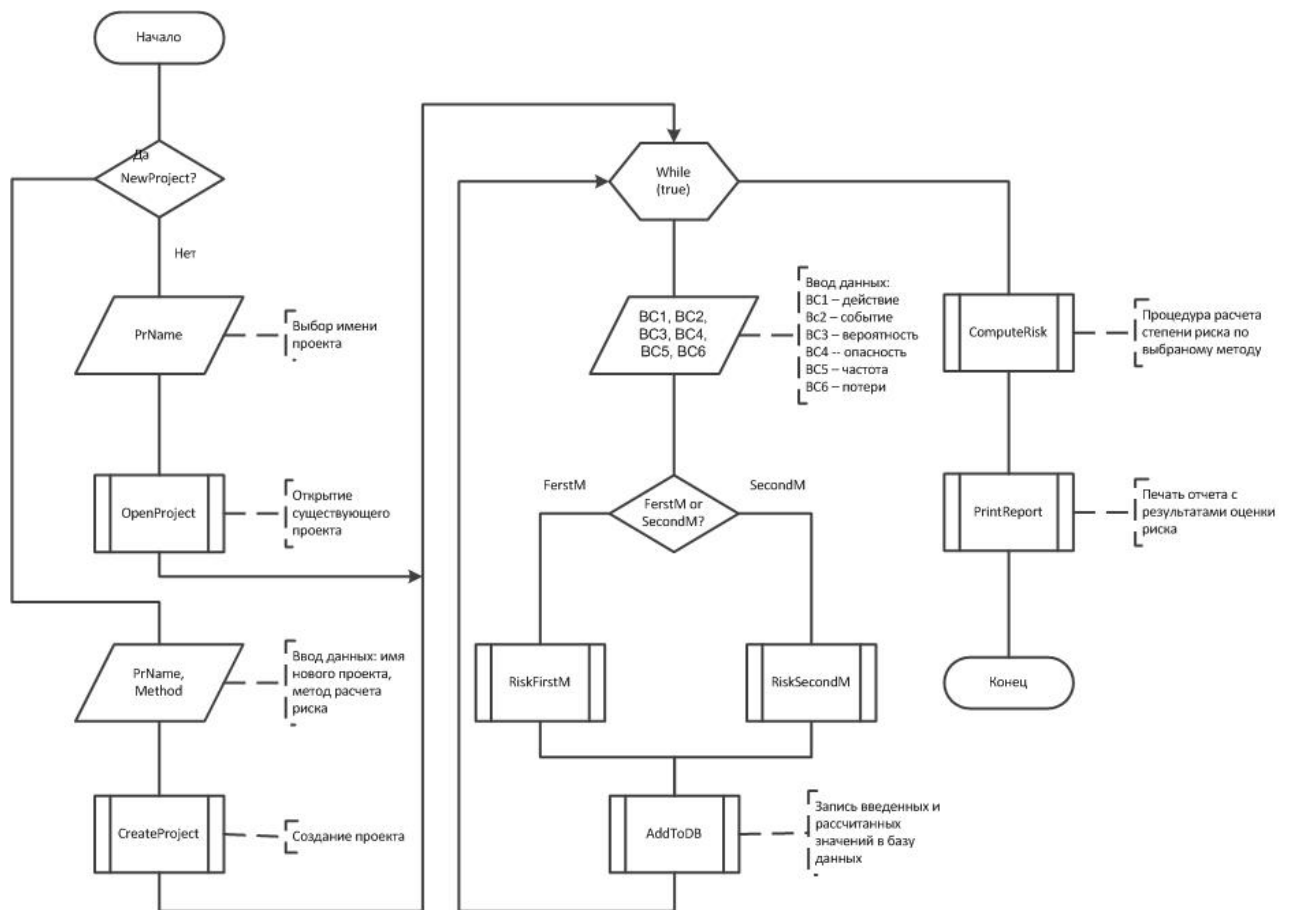 Начало
Да
NewProject?
Нет
PrName
Выбор имени
проекта
OpenProject
Открытие
существующего
проекта
PrName,
Method
Ввод данных: имя
нового проекта,
метод расчета
риска
CreateProject
Создание проекта
While
(true)
BC1, BC2,
BC3, BC4,
BC5, BC6
Ввод данных:
BC1 – действие
Bc2 – событие
BC3 – вероятность
BC4 -- опасность
BC5 – частота
BC6 – потери
FerstM
SecondM
FerstM or
SecondM?
RiskFirstM
RiskSecondM
AddToDB
Запись введенных и
рассчитанных
значений в базу
данных
ComputeRisk
Процедура расчета
степени риска по
выбраному методу
PrintReport
Печать отчета с
результатами оценки
риска
Конец